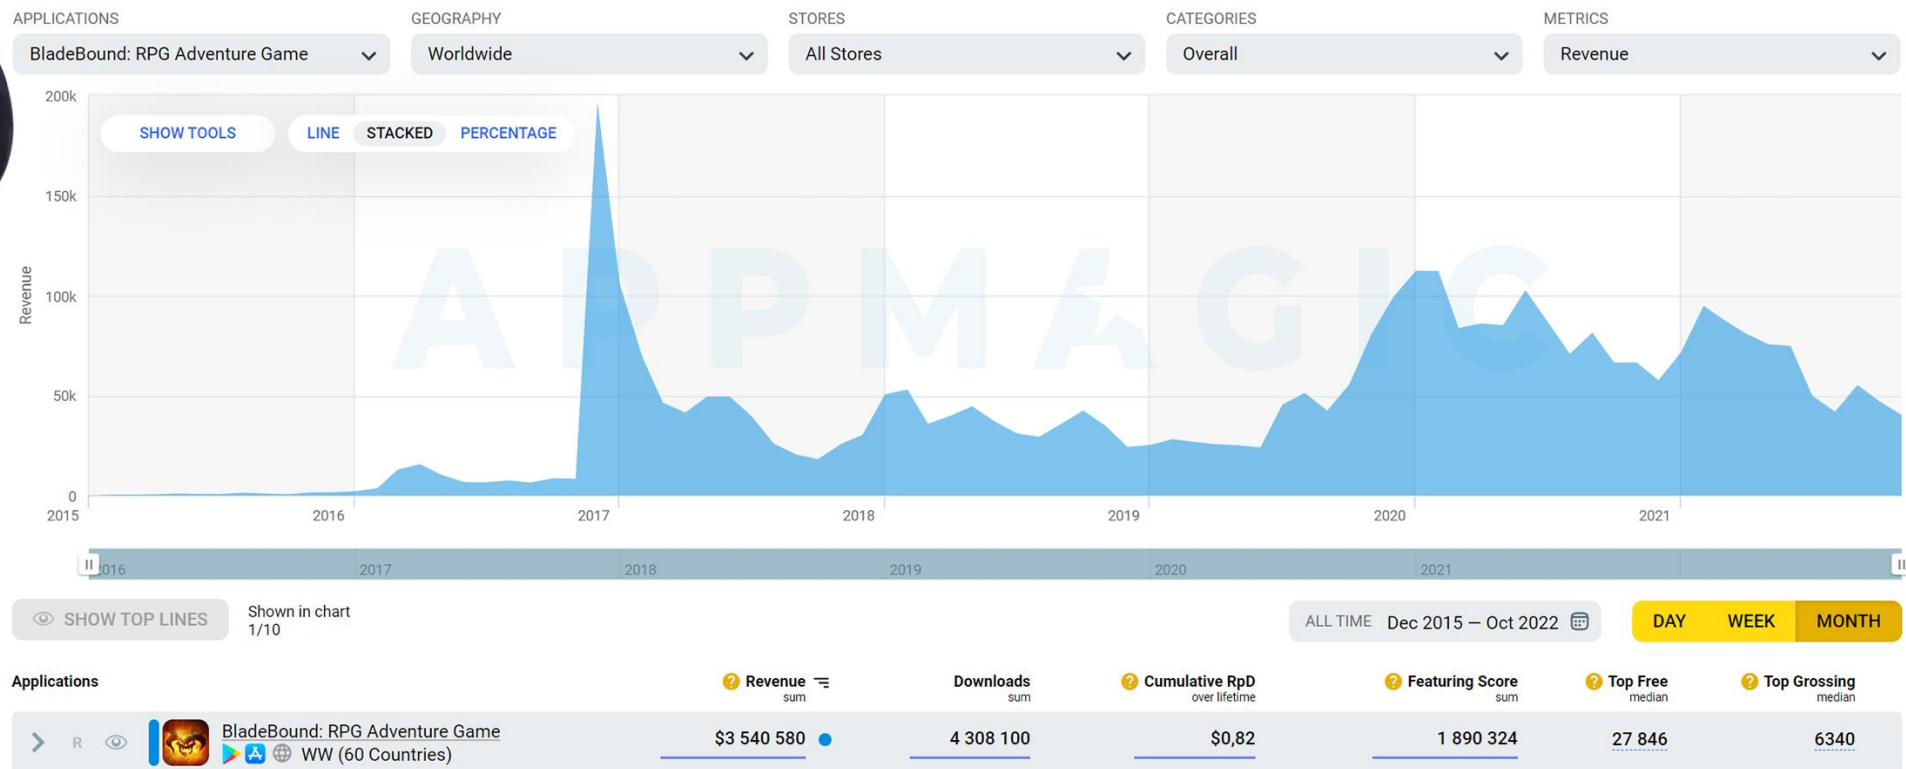 APPLICATIONS GEOGRAPHY STORES CATEGORIES METRICS
BladeBound: RPG Adventure Game Worldwide All Stores Overall Revenue
200k
SHOW TOOLS LINE STACKED PERCENTAGE
150k
100k
50k
0
Revenue
APPMAGIC
2015 2016 2017 2018 2019 2020 2021
016 2017 2018 2019 2020 2021
SHOW TOP LINES
Shown in chart
1/10
ALL TIME Dec 2015 — Oct 2022
DAY WEEK MONTH
Applications ? Revenue Downloads ? Cumulative RpD ? Featuring Score ? Top Free ? Top Grossing
sum sum over lifetime sum median median
R BladeBound: RPG Adventure Game $3 540 580 4 308 100 $0,82 1 890 324 27 846 6340
WW (60 Countries)